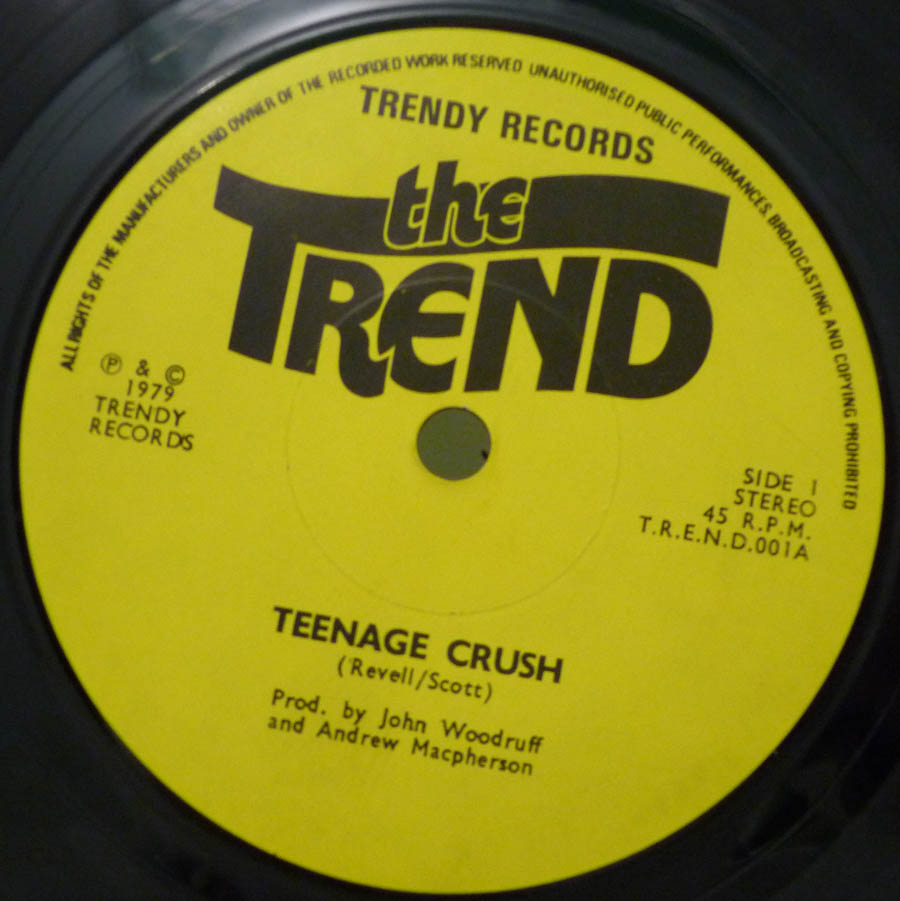 ALL RIGHTS OF THE MANUFACTURERS AND OWNER OF THE RECORDED WORK RESERVED UNAUTHORISED PUBLIC PERFORMANCES, BROADCASTING AND COPYING PROHIBITED
TRENDY RECORDS
the
TREND
Ⓟ & ©
1979
TRENDY
RECORDS
SIDE 1
STEREO
45 R.P.M.
T.R.E.N.D.001A
TEENAGE CRUSH
(Revell/Scott)
Prod. by John Woodruff
and Andrew Macpherson